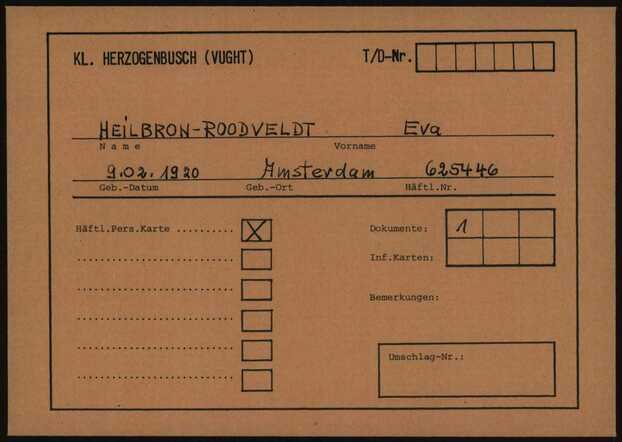 KL. HERZOGENBUSCH (VUGHT) T/D-Nr.
HEILBRON-ROODVELDT Eva
Name Vorname
9.02.1920 Amsterdam 625446
Geb.-Datum Geb.-Ort Häftl.Nr.
Häftl.Pers.Karte .......... X Dokumente: 1
Inf.Karten:
Bemerkungen:
Umschlag-Nr.: